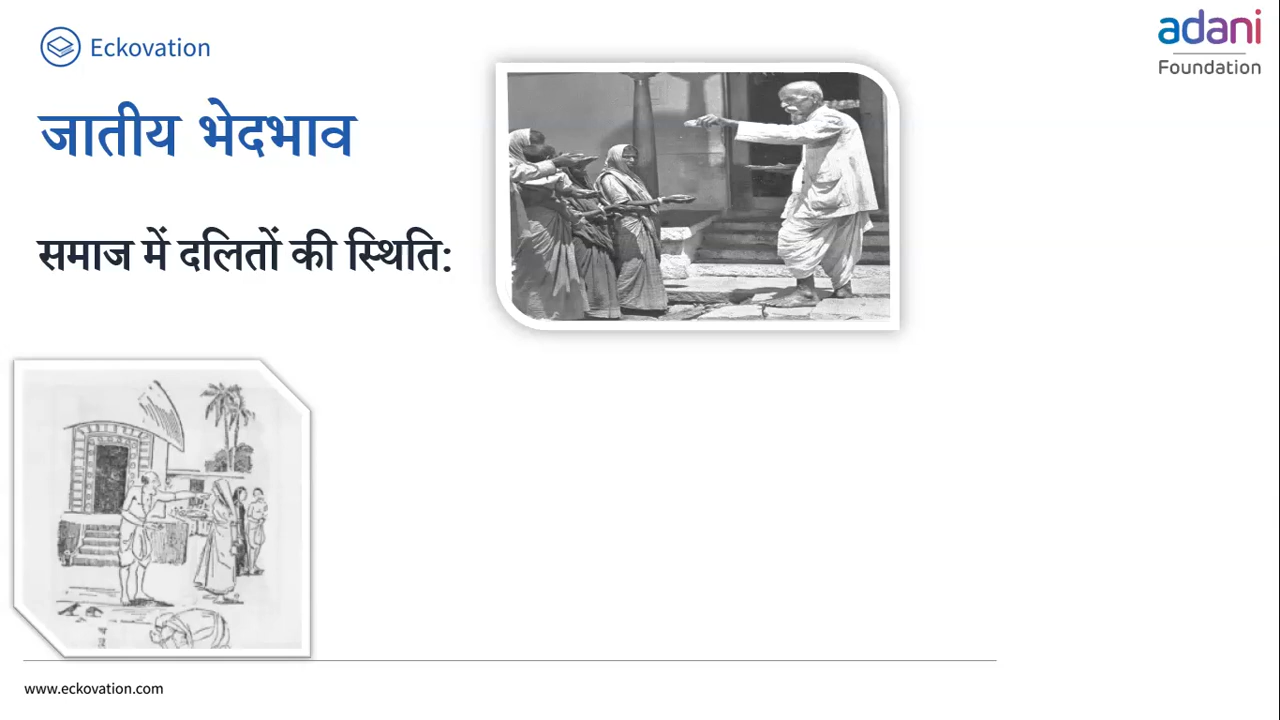 Eckovation
adani
Foundation
जातीय भेदभाव
समाज में दलितों की स्थिति:
www.eckovation.com